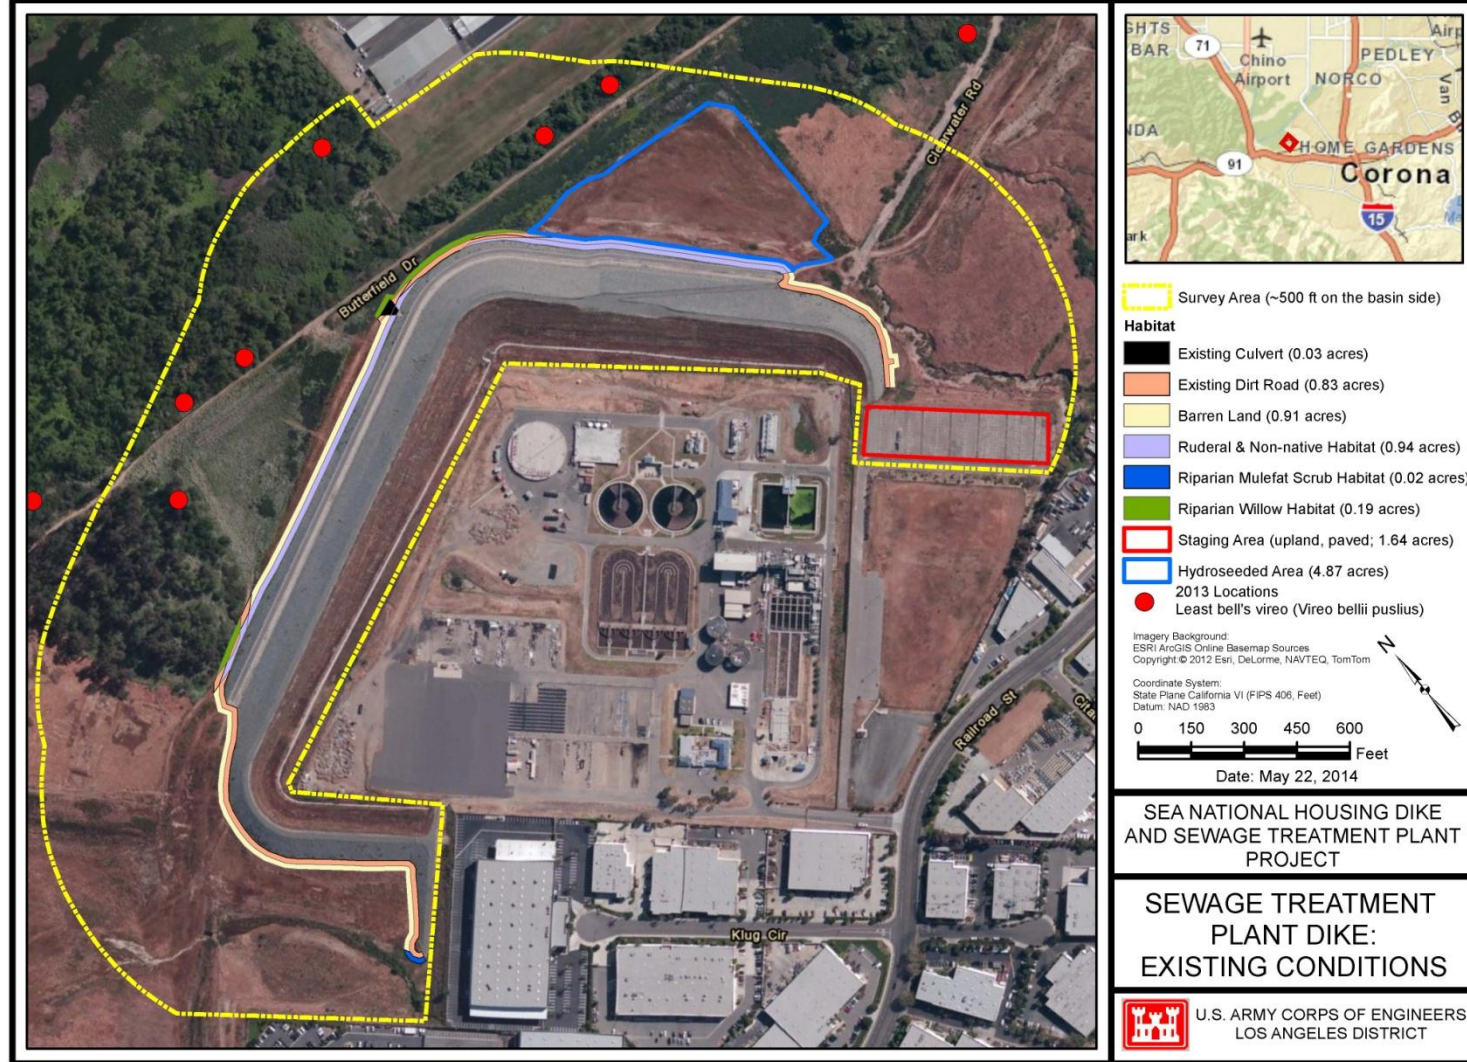 Clearwater Rd
Butterfield Dr
Railroad St
Klug Cir
71
Chino
Airport
PEDLEY
NORCO
Van
HOME GARDENS
91
Corona
15
Survey Area (~500 ft on the basin side)
Habitat
Existing Culvert (0.03 acres)
Existing Dirt Road (0.83 acres)
Barren Land (0.91 acres)
Ruderal & Non-native Habitat (0.94 acres)
Riparian Mulefat Scrub Habitat (0.02 acres)
Riparian Willow Habitat (0.19 acres)
Staging Area (upland, paved; 1.64 acres)
Hydroseeded Area (4.87 acres)
2013 Locations
Least bell's vireo (Vireo bellii puslius)
Imagery Background:
ESRI ArcGIS Online Basemap Sources
Copyright:© 2012 Esri, DeLorme, NAVTEQ, TomTom
Coordinate System:
State Plane California VI (FIPS 406, Feet)
Datum: NAD 1983
N
0 150 300 450 600
Feet
Date: May 22, 2014
SEA NATIONAL HOUSING DIKE
AND SEWAGE TREATMENT PLANT
PROJECT
SEWAGE TREATMENT
PLANT DIKE:
EXISTING CONDITIONS
U.S. ARMY CORPS OF ENGINEERS
LOS ANGELES DISTRICT